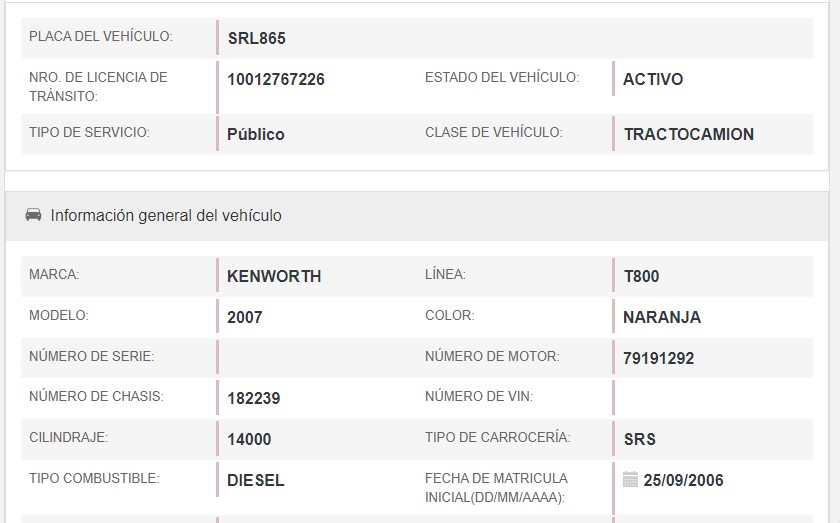 PLACA DEL VEHÍCULO: SRL865
NRO. DE LICENCIA DE TRÁNSITO: 10012767226 ESTADO DEL VEHÍCULO: ACTIVO
TIPO DE SERVICIO: Público CLASE DE VEHÍCULO: TRACTOCAMION
Información general del vehículo
MARCA: KENWORTH LÍNEA: T800
MODELO: 2007 COLOR: NARANJA
NÚMERO DE SERIE: NÚMERO DE MOTOR: 79191292
NÚMERO DE CHASIS: 182239 NÚMERO DE VIN:
CILINDRAJE: 14000 TIPO DE CARROCERÍA: SRS
TIPO COMBUSTIBLE: DIESEL FECHA DE MATRICULA INICIAL(DD/MM/AAAA): 25/09/2006